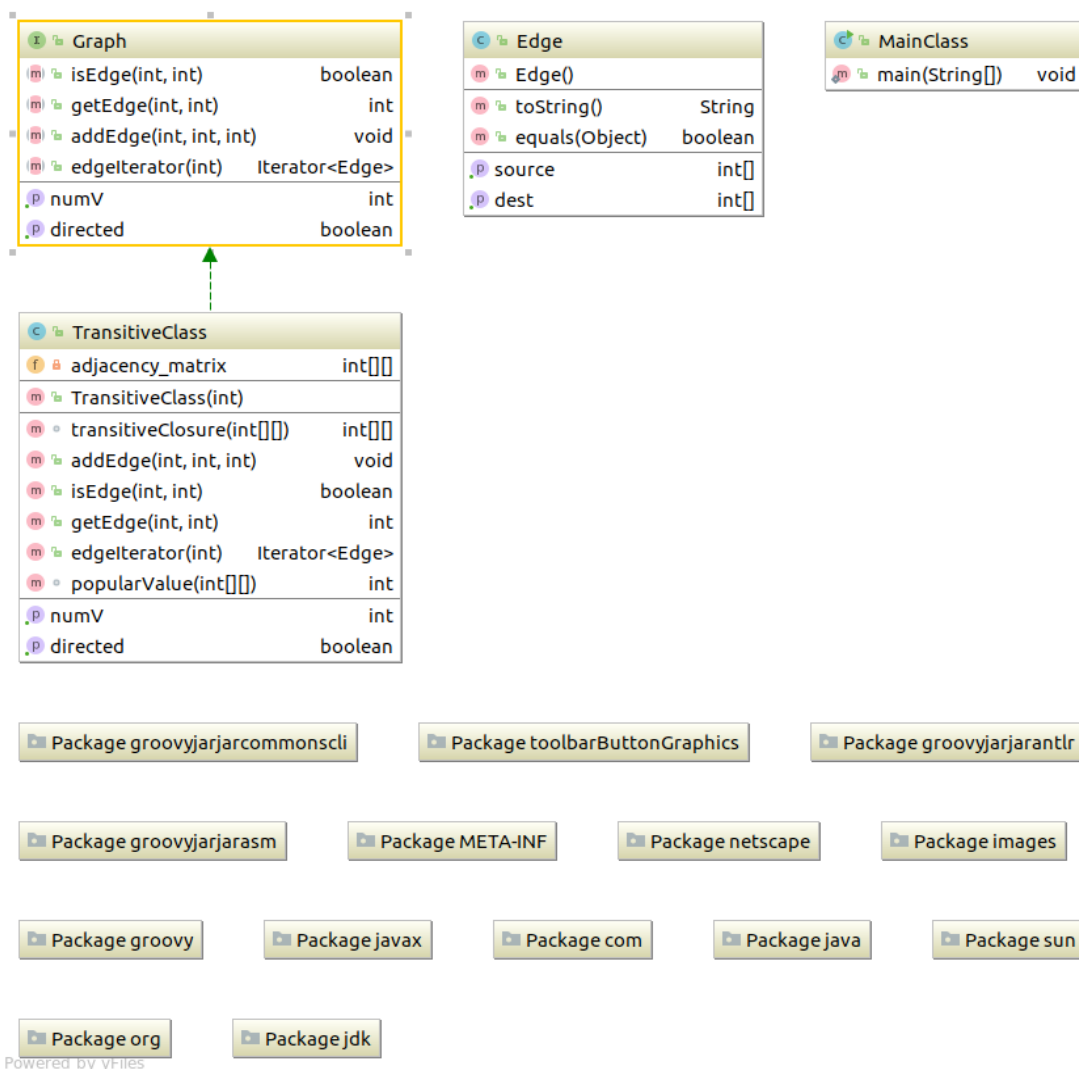 Graph
isEdge(int, int) boolean
getEdge(int, int) int
addEdge(int, int, int) void
edgeIterator(int) Iterator<Edge>
numV int
directed boolean
Edge
Edge()
toString() String
equals(Object) boolean
source int[]
dest int[]
MainClass
main(String[]) void
TransitiveClass
adjacency_matrix int[][]
TransitiveClass(int)
transitiveClosure(int[][]) int[][]
addEdge(int, int, int) void
isEdge(int, int) boolean
getEdge(int, int) int
edgeIterator(int) Iterator<Edge>
popularValue(int[][]) int
numV int
directed boolean
Package groovyjarjarcommonscli
Package toolbarButtonGraphics
Package groovyjarjarantlr
Package groovyjarjarasm
Package META-INF
Package netscape
Package images
Package groovy
Package javax
Package com
Package java
Package sun
Package org
Package jdk
Powered by yFiles